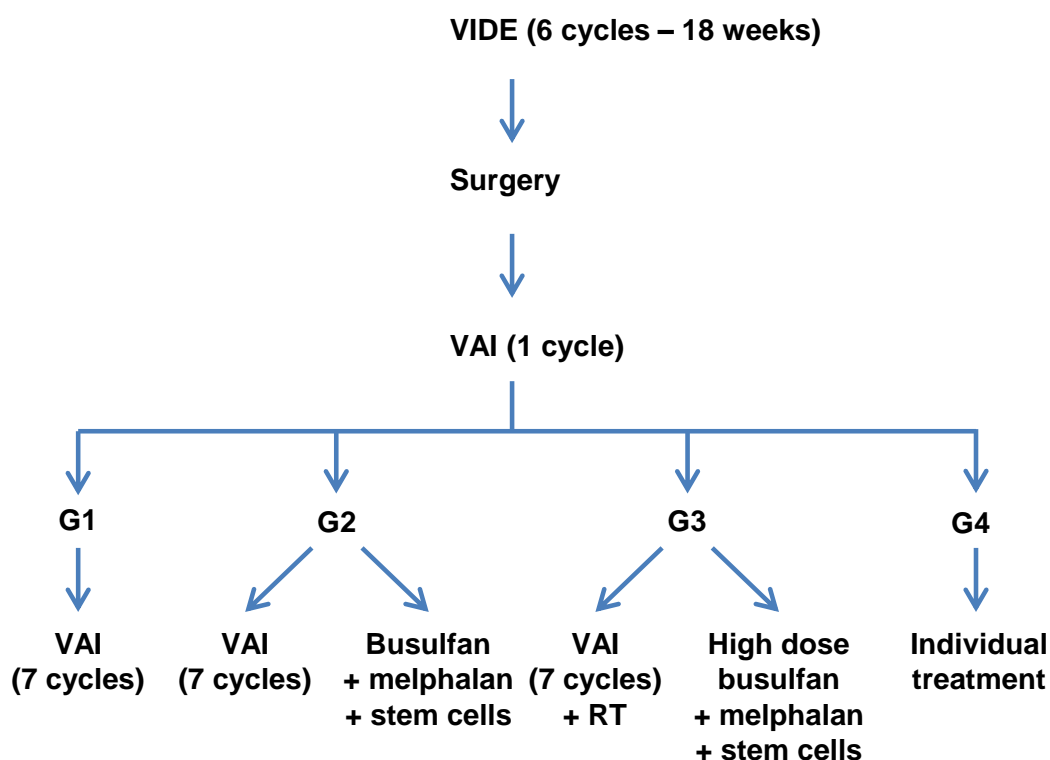 VIDE (6 cycles – 18 weeks)
Surgery
VAI (1 cycle)
G1
G2
G3
G4
VAI
(7 cycles)
VAI
(7 cycles)
Busulfan
+ melphalan
+ stem cells
VAI
(7 cycles)
+ RT
High dose
busulfan
+ melphalan
+ stem cells
Individual
treatment